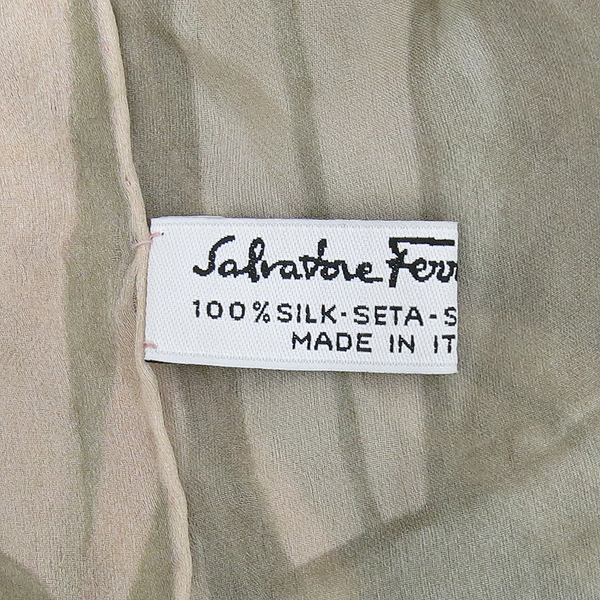 Salvatore Ferr
100% SILK-SETA-S
MADE IN IT